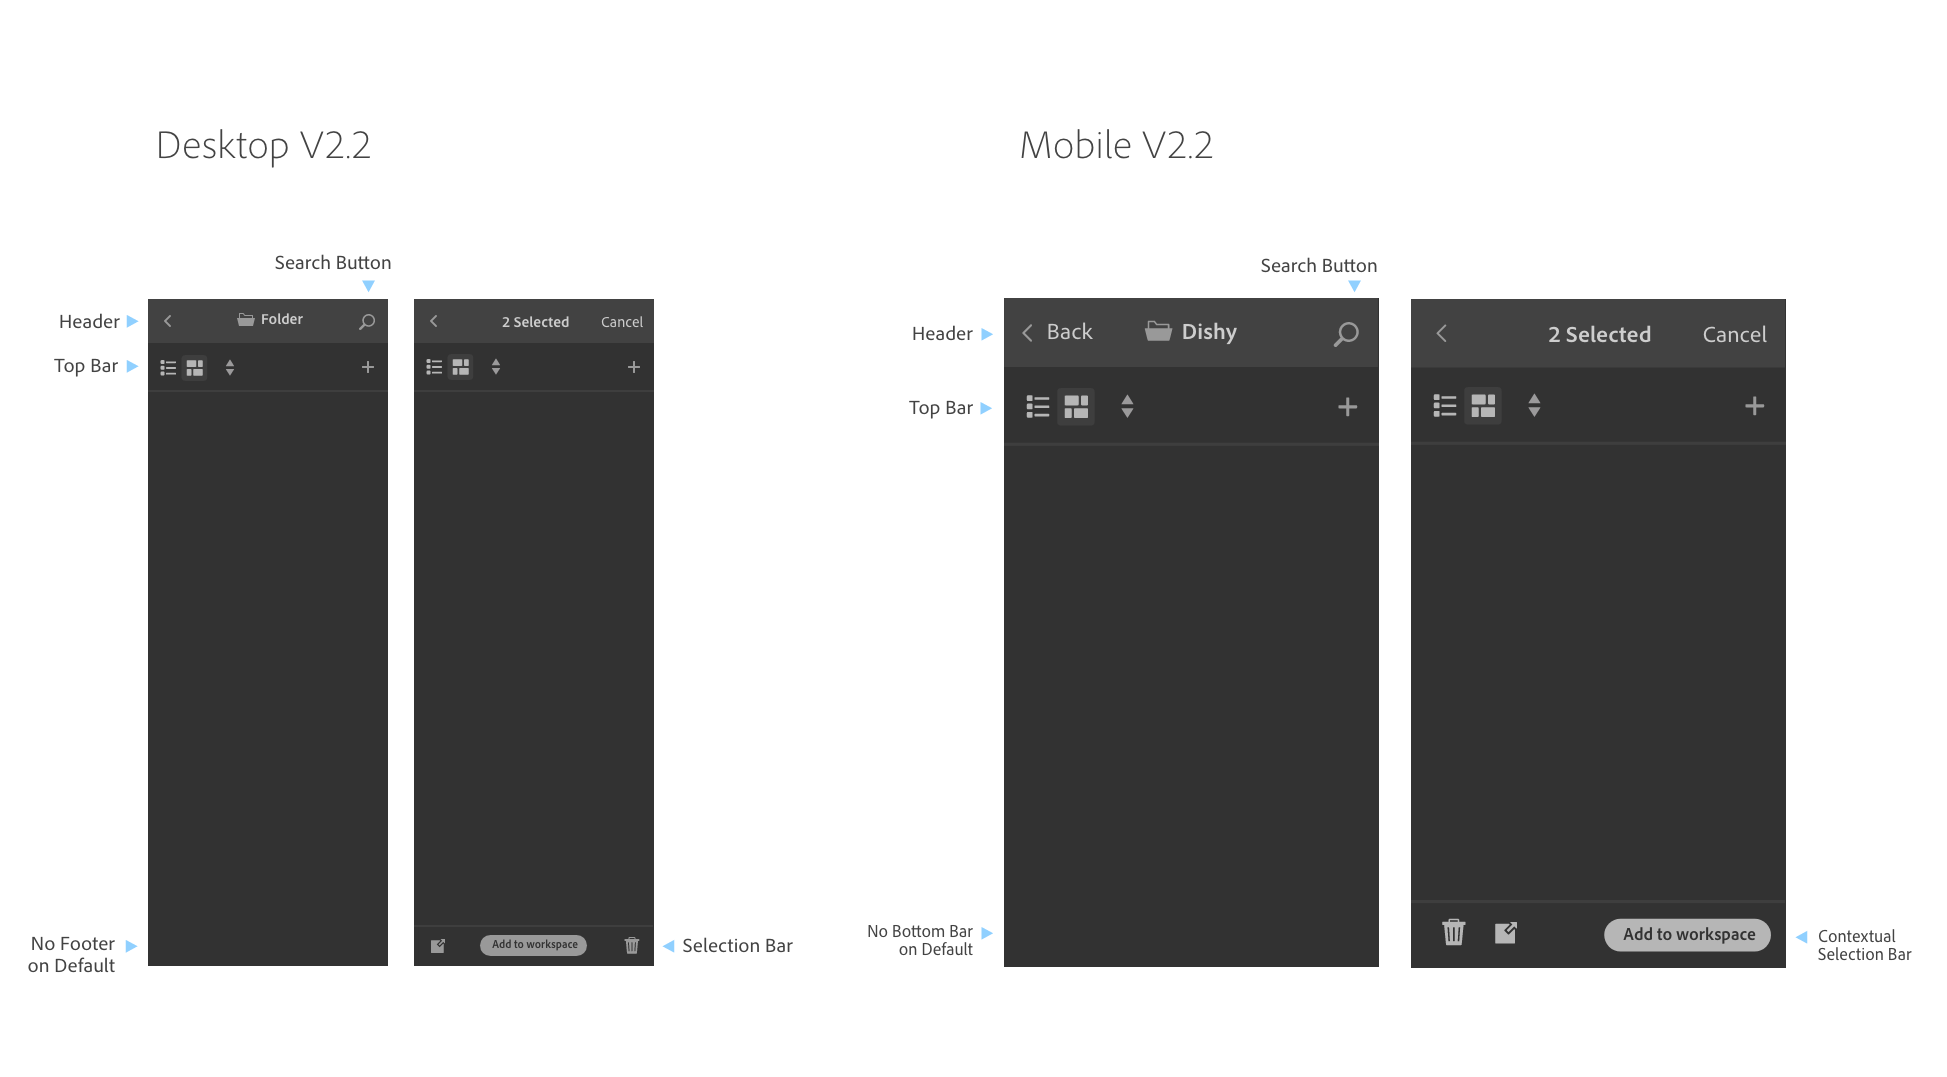 Desktop V2.2
Mobile V2.2
Search Button
Header
Folder
2 Selected
Cancel
Top Bar
No Footer
on Default
Add to workspace
Selection Bar
Search Button
Header
Back
Dishy
2 Selected
Cancel
Top Bar
No Bottom Bar
on Default
Add to workspace
Contextual
Selection Bar